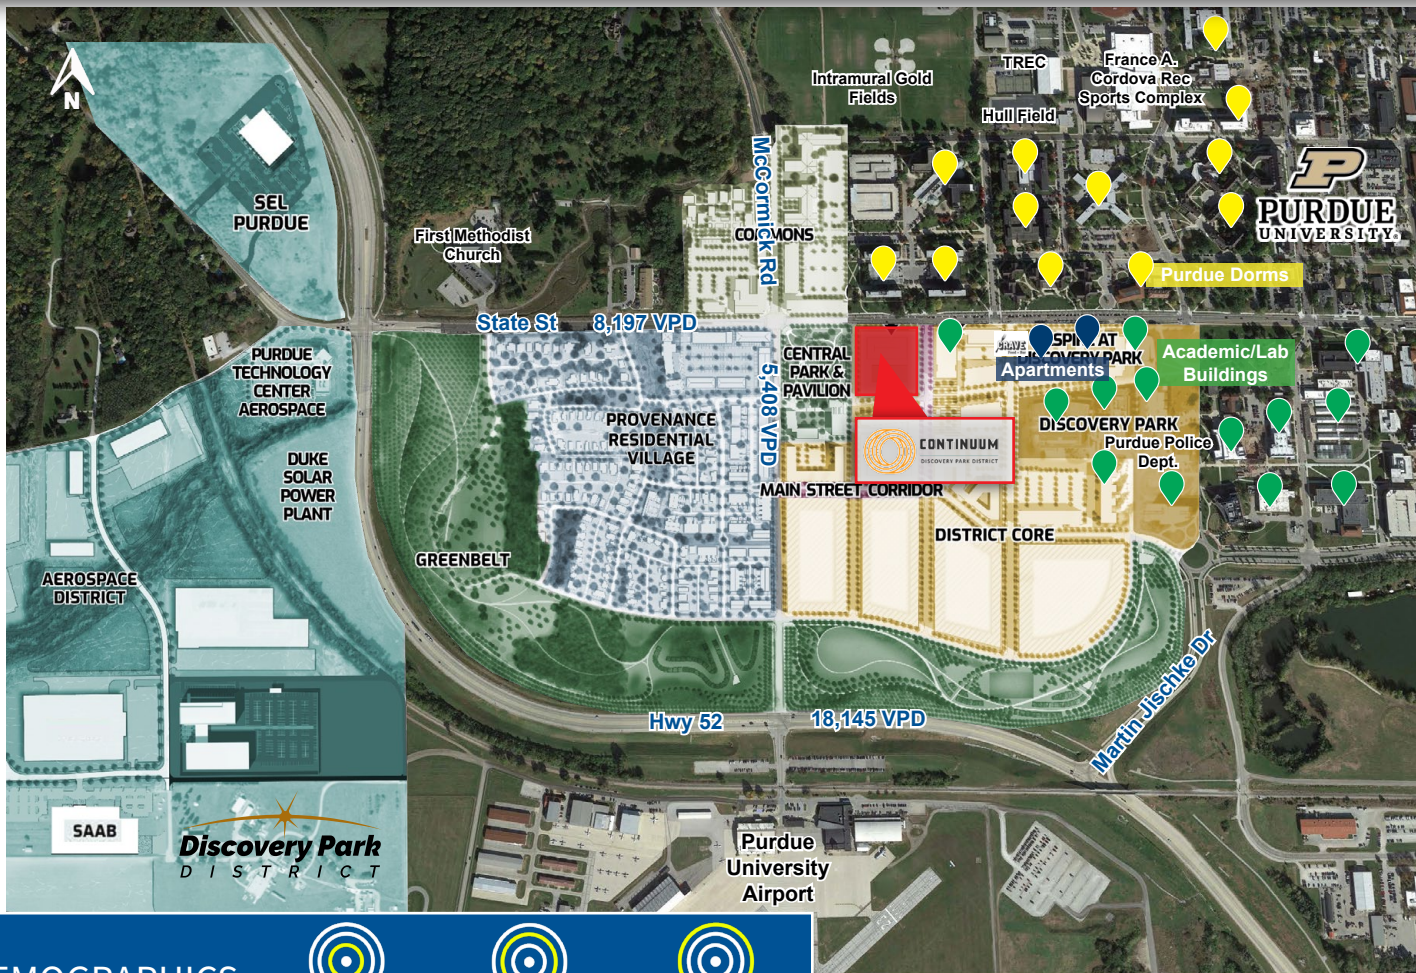 N
SEL
PURDUE
First Methodist
Church
Intramural Gold
Fields
TREC
France A.
Cordova Rec
Sports Complex
Hull Field
McCormick Rd
COMMONS
P
PURDUE
UNIVERSITY.
Purdue Dorms
State St
8,197 VPD
PURDUE
TECHNOLOGY
CENTER
AEROSPACE
CENTRAL
PARK &
PAVILION
5,408 VPD
DISCOVERY PARK
Apartments
Academic/Lab
Buildings
PROVENANCE
RESIDENTIAL
VILLAGE
CONTINUUM
DISCOVERY PARK DISTRICT
DISCOVERY PARK
Purdue Police
Dept.
DUKE
SOLAR
POWER
PLANT
MAIN STREET CORRIDOR
DISTRICT CORE
GREENBELT
AEROSPACE
DISTRICT
Martin Jischke Dr
Hwy 52
18,145 VPD
SAAB
Discovery Park
DISTRICT
Purdue
University
Airport